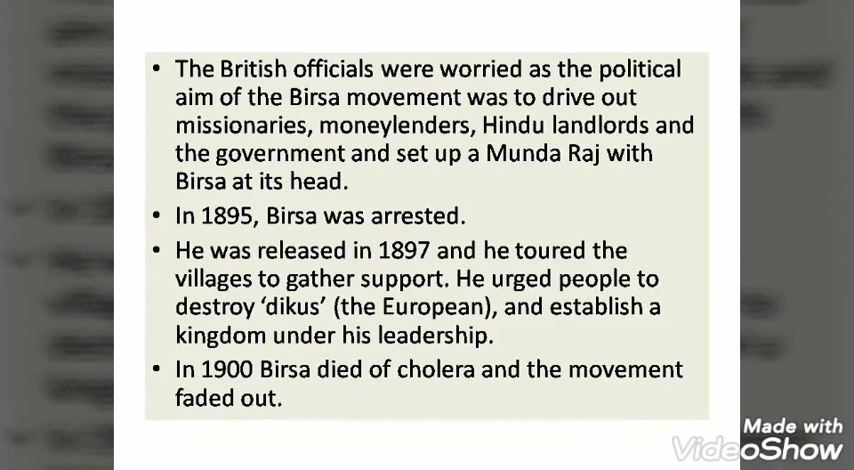 • The British officials were worried as the political
aim of the Birsa movement was to drive out
missionaries, moneylenders, Hindu landlords and
the government and set up a Munda Raj with
Birsa at its head.
• In 1895, Birsa was arrested.
• He was released in 1897 and he toured the
villages to gather support. He urged people to
destroy ‘dikus’ (the European), and establish a
kingdom under his leadership.
• In 1900 Birsa died of cholera and the movement
faded out.
Made with
VideoShow